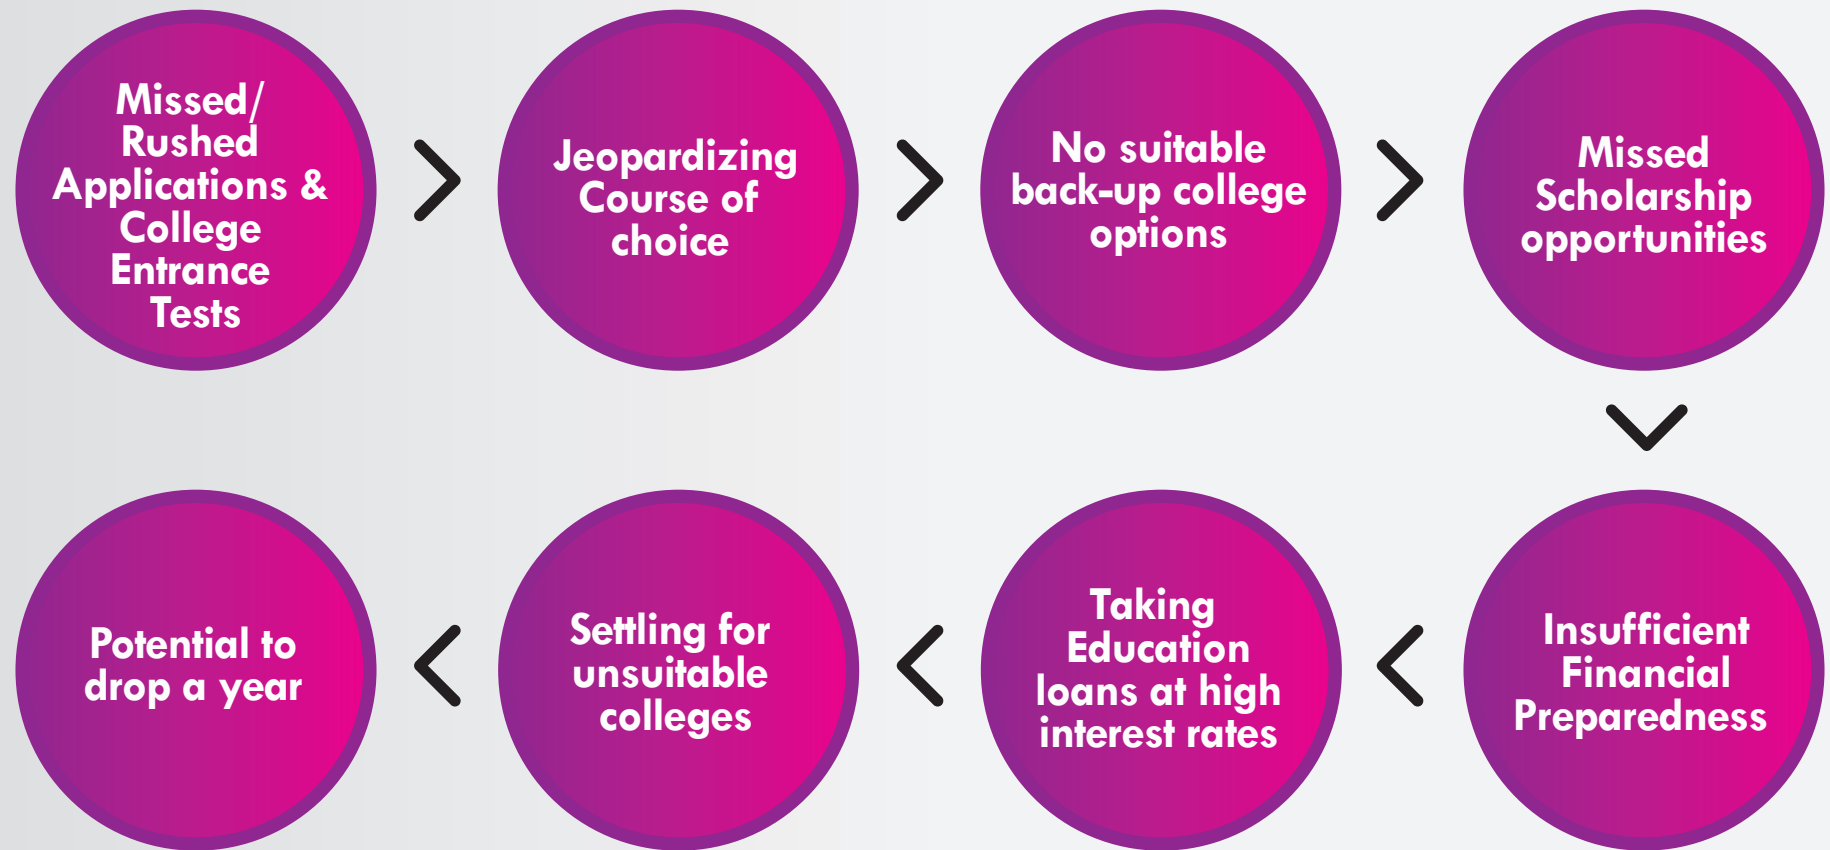 Missed/
Rushed
Applications &
College
Entrance
Tests
Jeopardizing
Course of
choice
No suitable
back-up college
options
Missed
Scholarship
opportunities
Insufficient
Financial
Preparedness
Taking
Education
loans at high
interest rates
Settling for
unsuitable
colleges
Potential to
drop a year